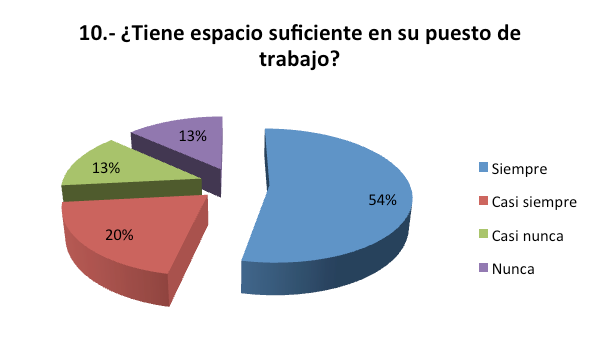 10.- ¿Tiene espacio suficiente en su puesto de
trabajo?
13%
13%
54%
20%
Siempre
Casi siempre
Casi nunca
Nunca